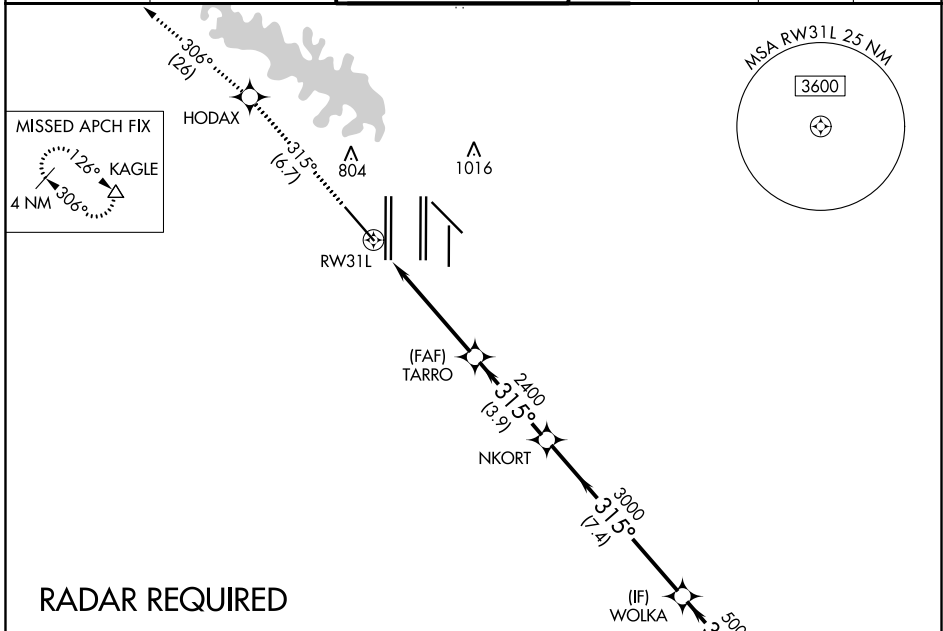 306°
(26)
HODAX
315°
(6.7)
MISSED APCH FIX
126°
KAGLE
4 NM
306°
804
1016
MSA RW31L 25 NM
3600
RW31L
(FAF)
TARRO
2400
315°
(3.9)
NKORT
3000
315°
(7.4)
(IF)
WOLKA
RADAR REQUIRED